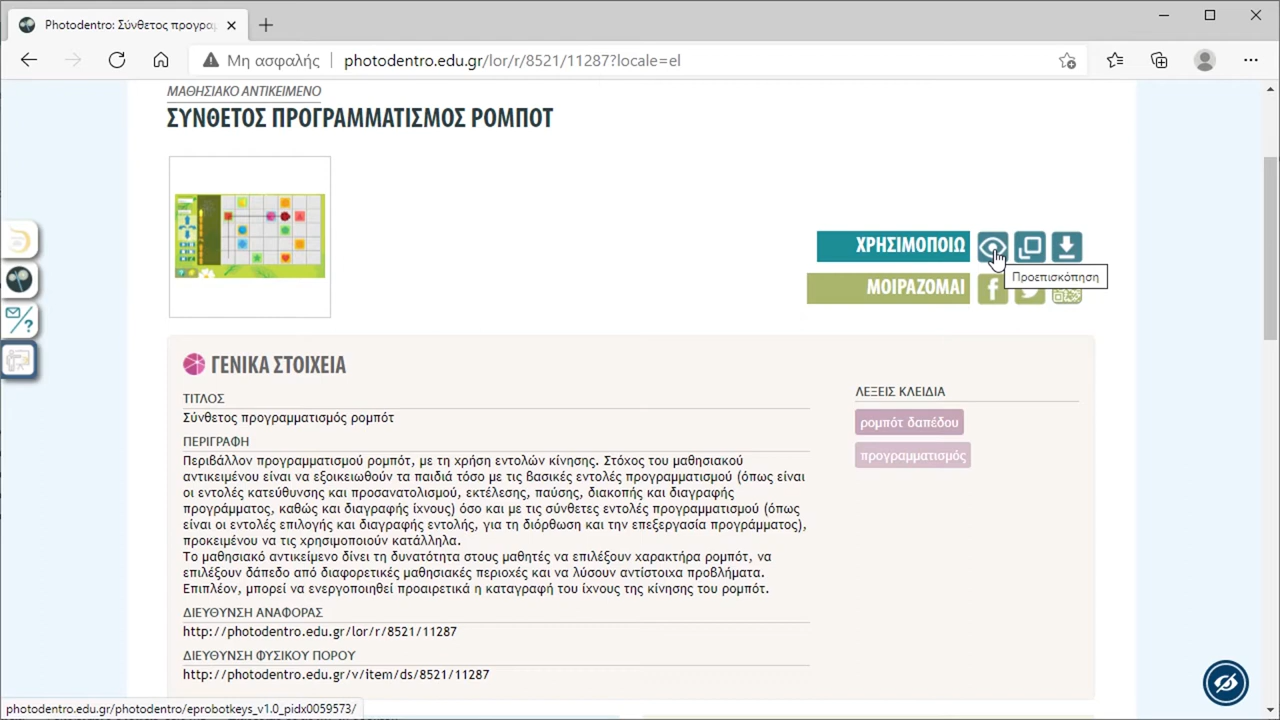 Photodentro: Σύνθετος προγρα
Μη ασφαλής
photodentro.edu.gr/lor/r/8521/11287?locale=el
ΜΑΘΗΣΙΑΚΟ ΑΝΤΙΚΕΙΜΕΝΟ
ΣΥΝΘΕΤΟΣ ΠΡΟΓΡΑΜΜΑΤΙΣΜΟΣ ΡΟΜΠΟΤ
ΧΡΗΣΙΜΟΠΟΙΩ
Προεπισκόπηση
ΜΟΙΡΑΖΟΜΑΙ
ΓΕΝΙΚΑ ΣΤΟΙΧΕΙΑ
ΤΙΤΛΟΣ
Σύνθετος προγραμματισμός ρομπότ
ΠΕΡΙΓΡΑΦΗ
Περιβάλλον προγραμματισμού ρομπότ, με τη χρήση εντολών κίνησης. Στόχος του μαθησιακού
αντικειμένου είναι να εξοικειωθούν τα παιδιά τόσο με τις βασικές εντολές προγραμματισμού (όπως είναι
οι εντολές κατεύθυνσης και προσανατολισμού, εκτέλεσης, παύσης, διακοπής και διαγραφής
προγράμματος, καθώς και διαγραφής ίχνους) όσο και με τις σύνθετες εντολές προγραμματισμού (όπως
είναι οι εντολές επιλογής και διαγραφής εντολής, για τη διόρθωση και την επεξεργασία προγράμματος),
προκειμένου να τις χρησιμοποιούν κατάλληλα.
Το μαθησιακό αντικείμενο δίνει τη δυνατότητα στους μαθητές να επιλέξουν χαρακτήρα ρομπότ, να
επιλέξουν δάπεδο από διαφορετικές μαθησιακές περιοχές και να λύσουν αντίστοιχα προβλήματα.
Επιπλέον, μπορεί να ενεργοποιηθεί προαιρετικά η καταγραφή του ίχνους της κίνησης του ρομπότ.
ΔΙΕΥΘΥΝΣΗ ΑΝΑΦΟΡΑΣ
http://photodentro.edu.gr/lor/r/8521/11287
ΔΙΕΥΘΥΝΣΗ ΦΥΣΙΚΟΥ ΠΟΡΟΥ
http://photodentro.edu.gr/v/item/ds/8521/11287
ΛΕΞΕΙΣ ΚΛΕΙΔΙΑ
ρομπότ δαπέδου
προγραμματισμός
photodentro.edu.gr/photodentro/eprobotkeys_v1.0_pidx0059573/